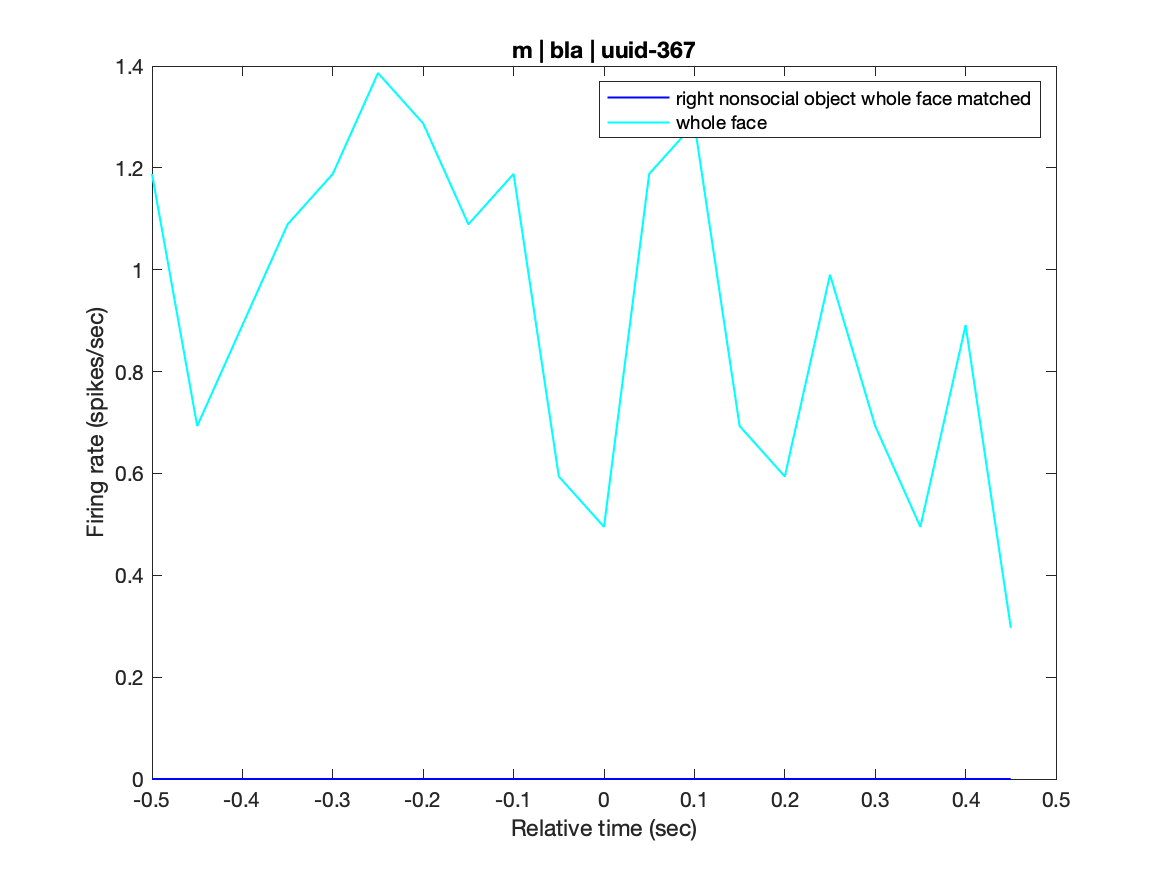 m | bla | uuid-367
right nonsocial object whole face matched
whole face
Firing rate (spikes/sec)
1.4
1.2
1
0.8
0.6
0.4
0.2
0
-0.5 -0.4 -0.3 -0.2 -0.1 0 0.1 0.2 0.3 0.4 0.5
Relative time (sec)